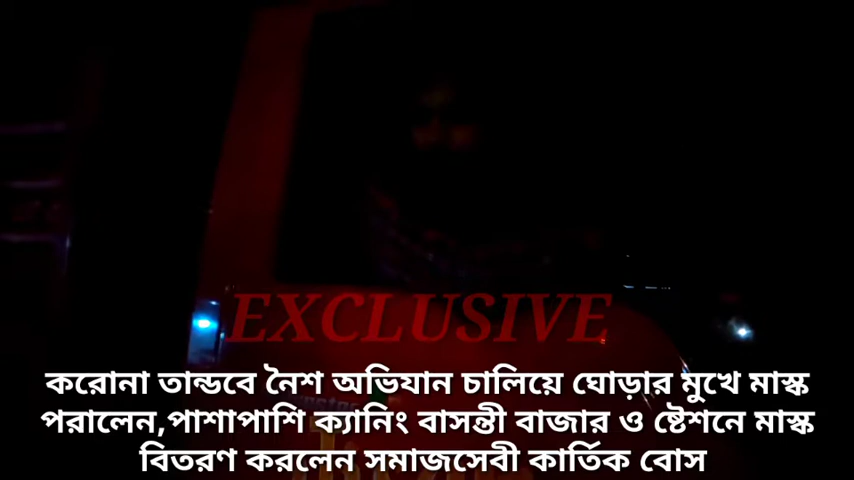 EXCLUSIVE
করোনা তান্ডবে নৈশ অভিযান চালিয়ে ঘোড়ার মুখে মাস্ক
পরালেন,পাশাপাশি ক্যানিং বাসন্তী বাজার ও ষ্টেশনে মাস্ক
বিতরণ করলেন সমাজসেবী কার্তিক বোস